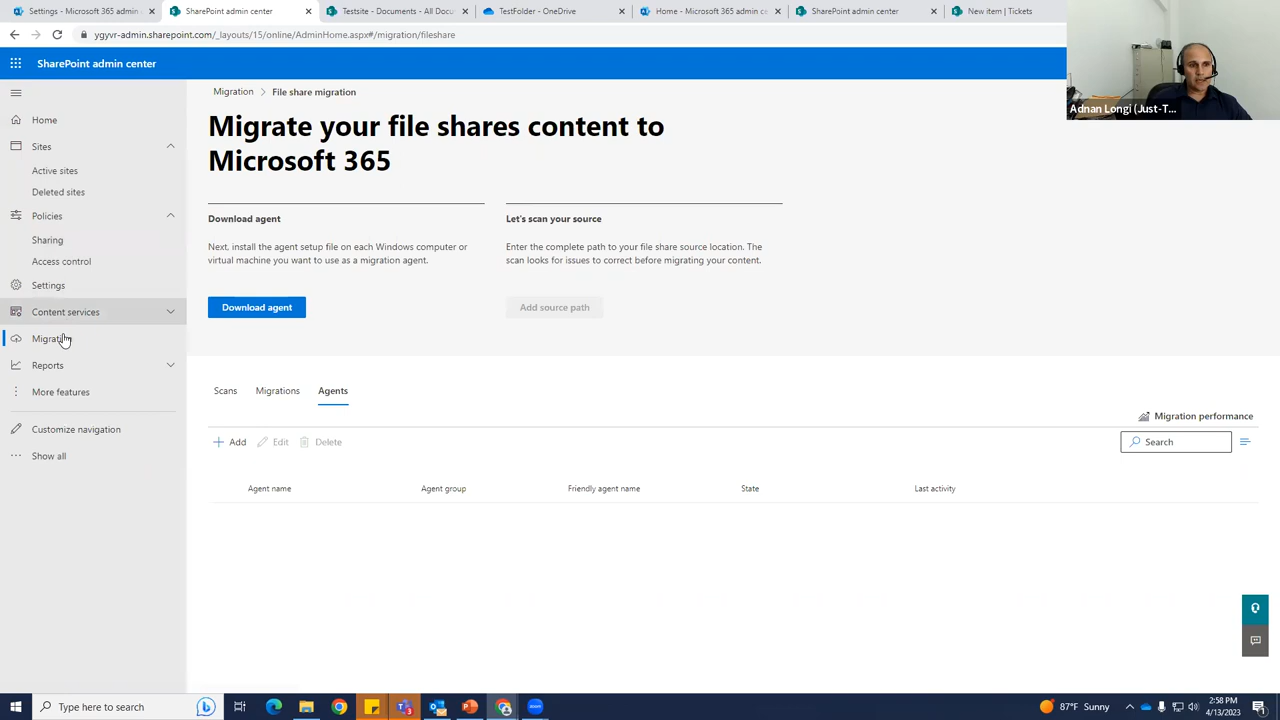 Settings - Microsoft 365 admin
SharePoint admin center
Testsite - Documents - All Docu
TestFolder - OneDrive
Home - Microsoft 365 admin c
SharePoint admin center
New item | Tickets
ygyvr-admin.sharepoint.com/_layouts/15/online/AdminHome.aspx#/migration/fileshare
SharePoint admin center
Adnan Longi (Just-T...
Home
Sites
Active sites
Deleted sites
Policies
Sharing
Access control
Settings
Content services
Migration
Reports
More features
Customize navigation
Show all
Migration > File share migration
Migrate your file shares content to
Microsoft 365
Download agent
Next, install the agent setup file on each Windows computer or
virtual machine you want to use as a migration agent.
Download agent
Let's scan your source
Enter the complete path to your file share source location. The
scan looks for issues to correct before migrating your content.
Add source path
Scans Migrations Agents
Migration performance
Add Edit Delete
Search
Agent name Agent group Friendly agent name State Last activity
Type here to search
3
zoom
87°F Sunny
2:58 PM
4/13/2023
1